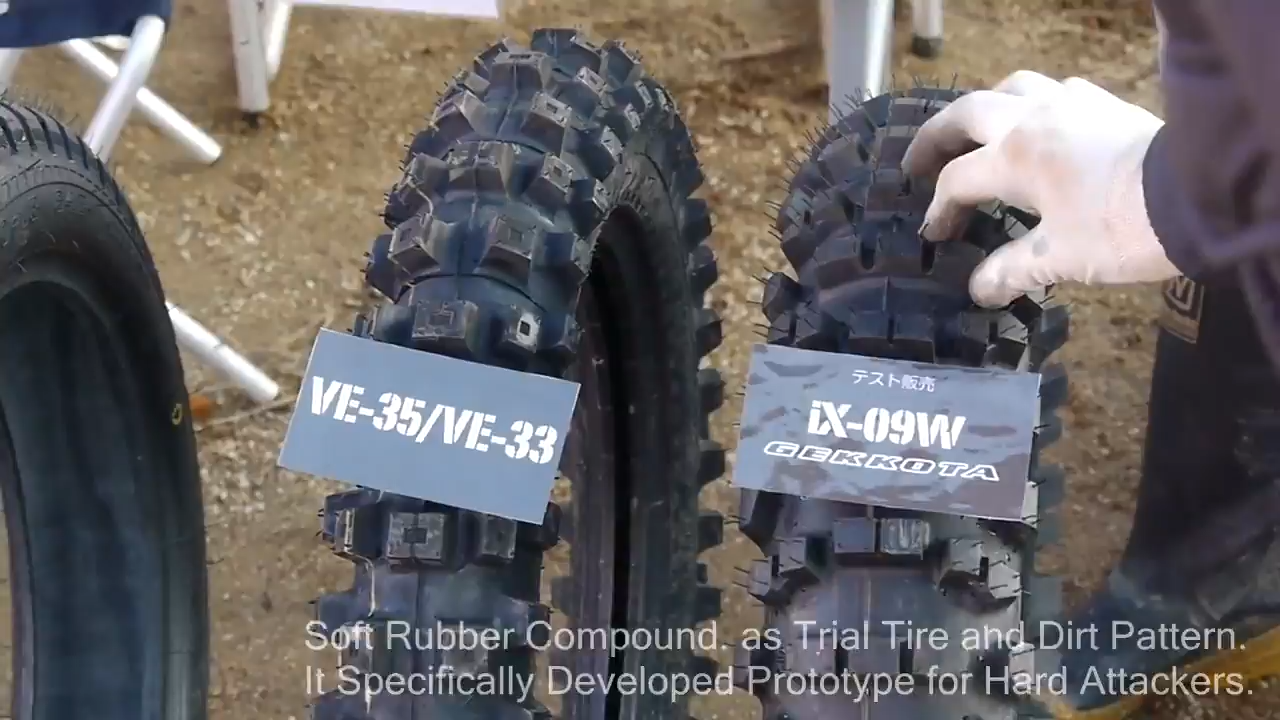 VE-35/VE-33
テスト販売
iX-09W
GEKKOTA
Soft Rubber Compound. as Trial Tire and Dirt Pattern.
It Specifically Developed Prototype for Hard Attackers.